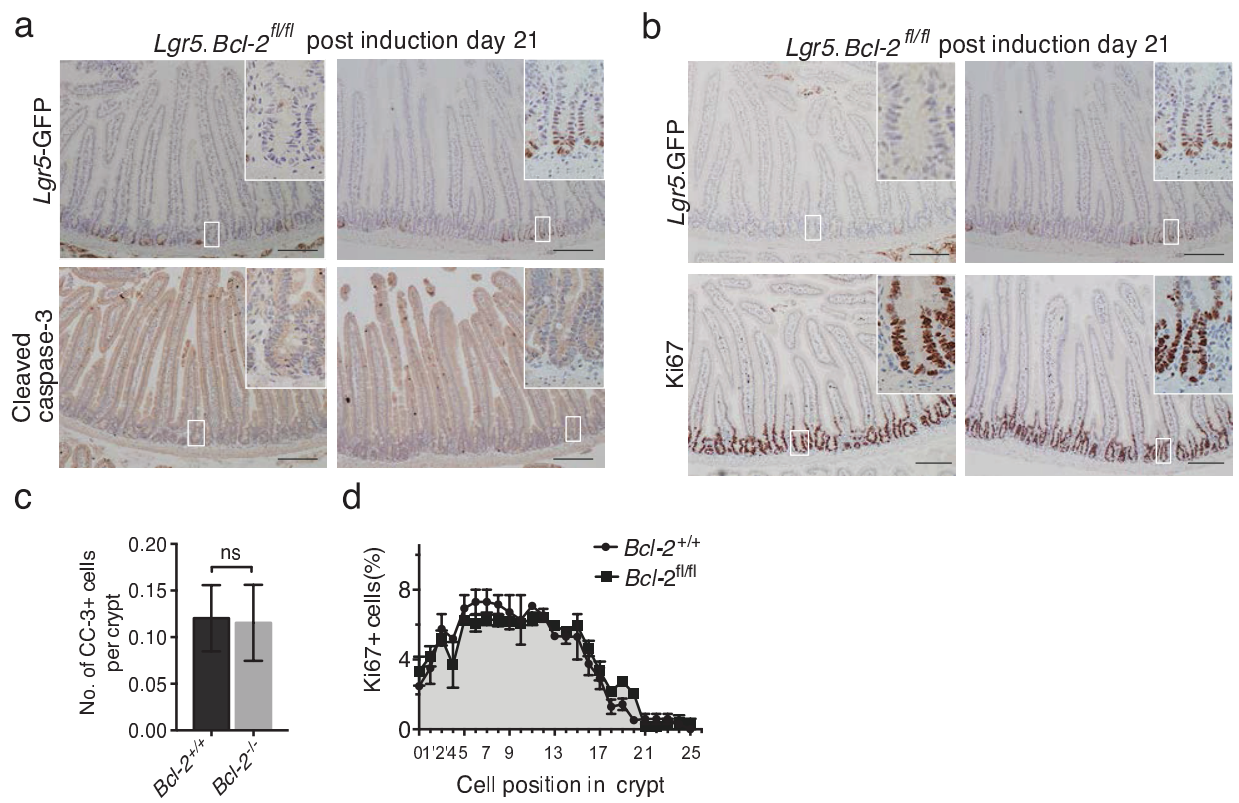 a
Lgr5.Bcl-2fl/fl post induction day 21
Lgr5-GFP
Cleaved
caspase-3
b
Lgr5.Bcl-2 fl/fl post induction day 21
Lgr5.GFP
Ki67
c
No. of CC-3+ cells
per crypt
0.20
0.15
0.10
0.05
0.00
ns
Bcl-2+/+
Bcl-2-/-
d
Ki67+ cells(%)
8
4
0
Bcl-2+/+
Bcl-2fl/fl
01'2'45 7 9 13 17 21 25
Cell position in crypt